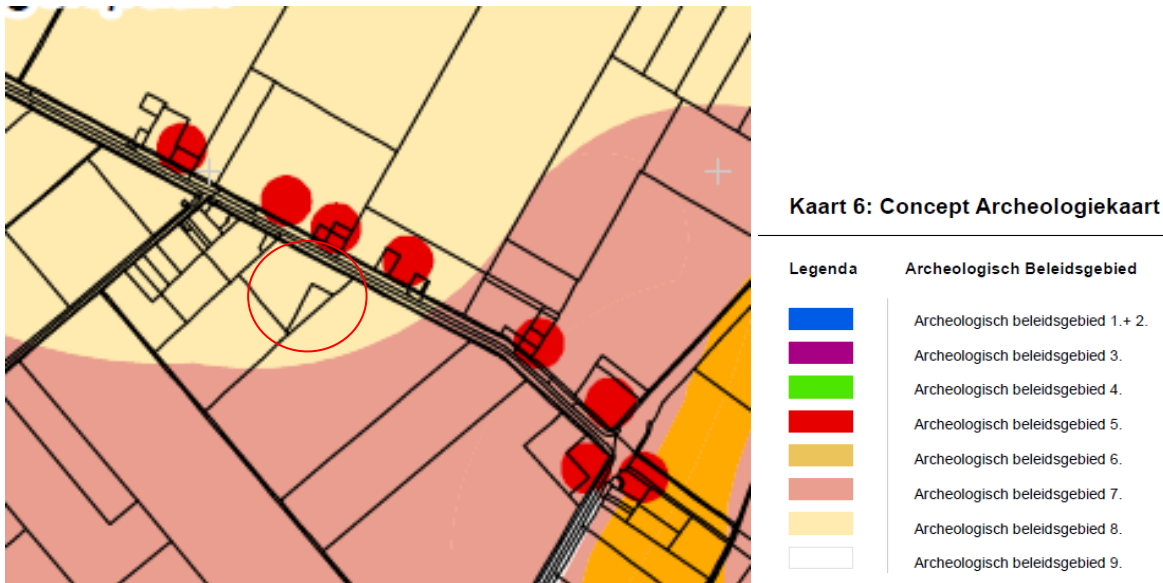 Kaart 6: Concept Archeologiekaart
Legenda Archeologisch Beleidsgebied
Archeologisch beleidsgebied 1.+ 2.
Archeologisch beleidsgebied 3.
Archeologisch beleidsgebied 4.
Archeologisch beleidsgebied 5.
Archeologisch beleidsgebied 6.
Archeologisch beleidsgebied 7.
Archeologisch beleidsgebied 8.
Archeologisch beleidsgebied 9.